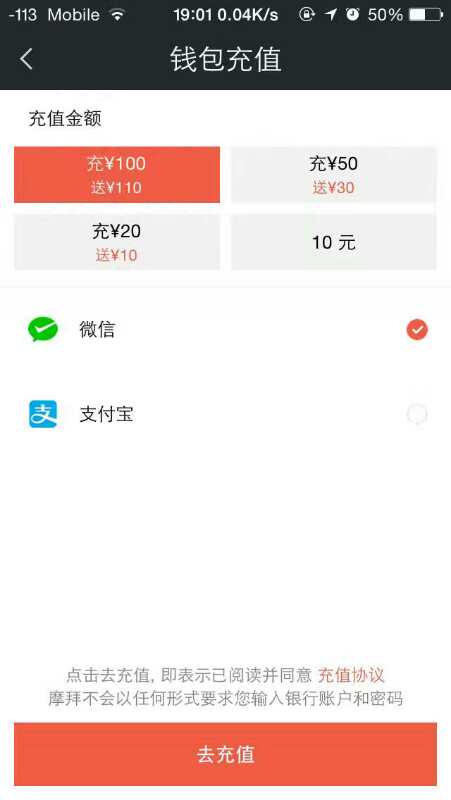 -113 Mobile 19:01 0.04K/s 50%
钱包充值
充值金额
充¥100
送¥110
充¥50
送¥30
充¥20
送¥10
10 元
微信
支付宝
点击去充值, 即表示已阅读并同意 充值协议
摩拜不会以任何形式要求您输入银行账户和密码
去充值